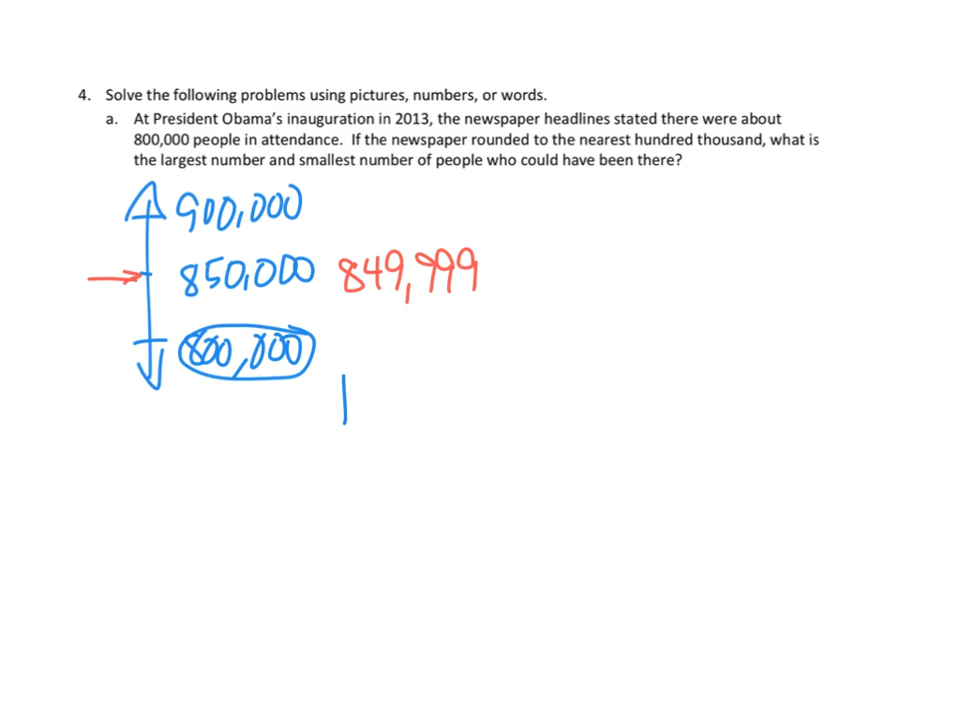 4. Solve the following problems using pictures, numbers, or words.
a. At President Obama's inauguration in 2013, the newspaper headlines stated there were about
800,000 people in attendance. If the newspaper rounded to the nearest hundred thousand, what is
the largest number and smallest number of people who could have been there?
900,000
850,000 849,999
800,000